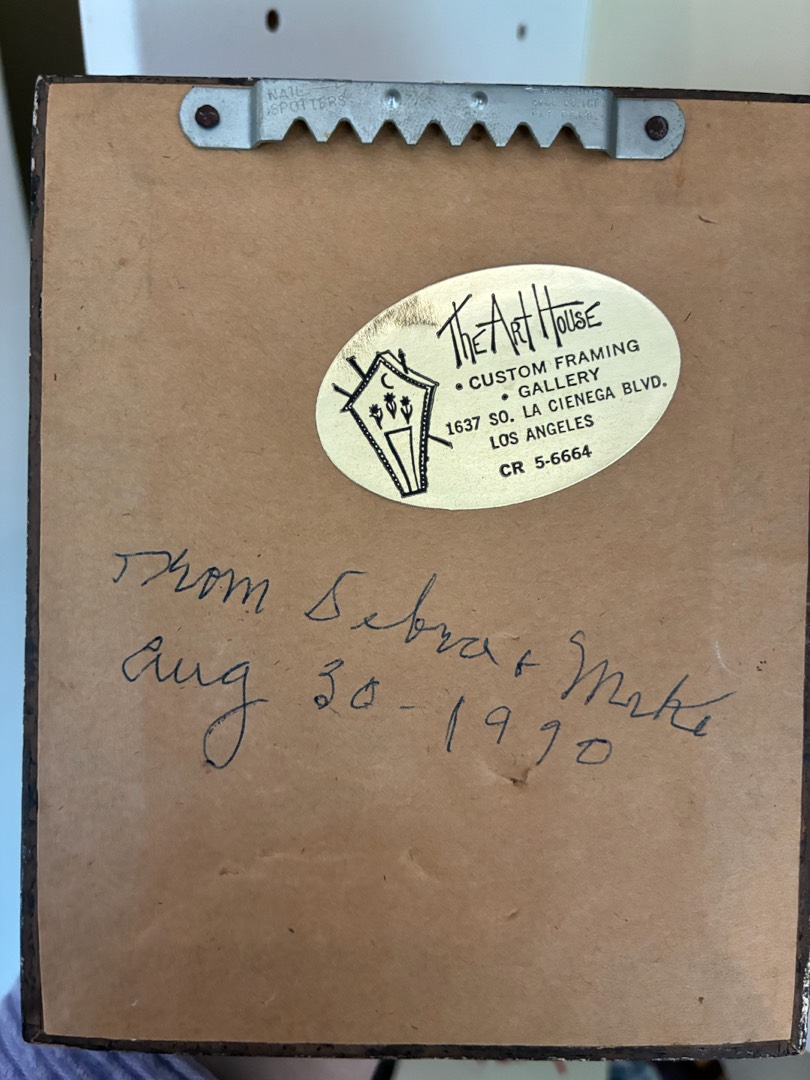 NAIL
SPOTTERS
The Art House
• CUSTOM FRAMING
• GALLERY
1637 SO. LA CIENEGA BLVD.
LOS ANGELES
CR 5-6664
From Debra + Mike
Aug 30 - 1990